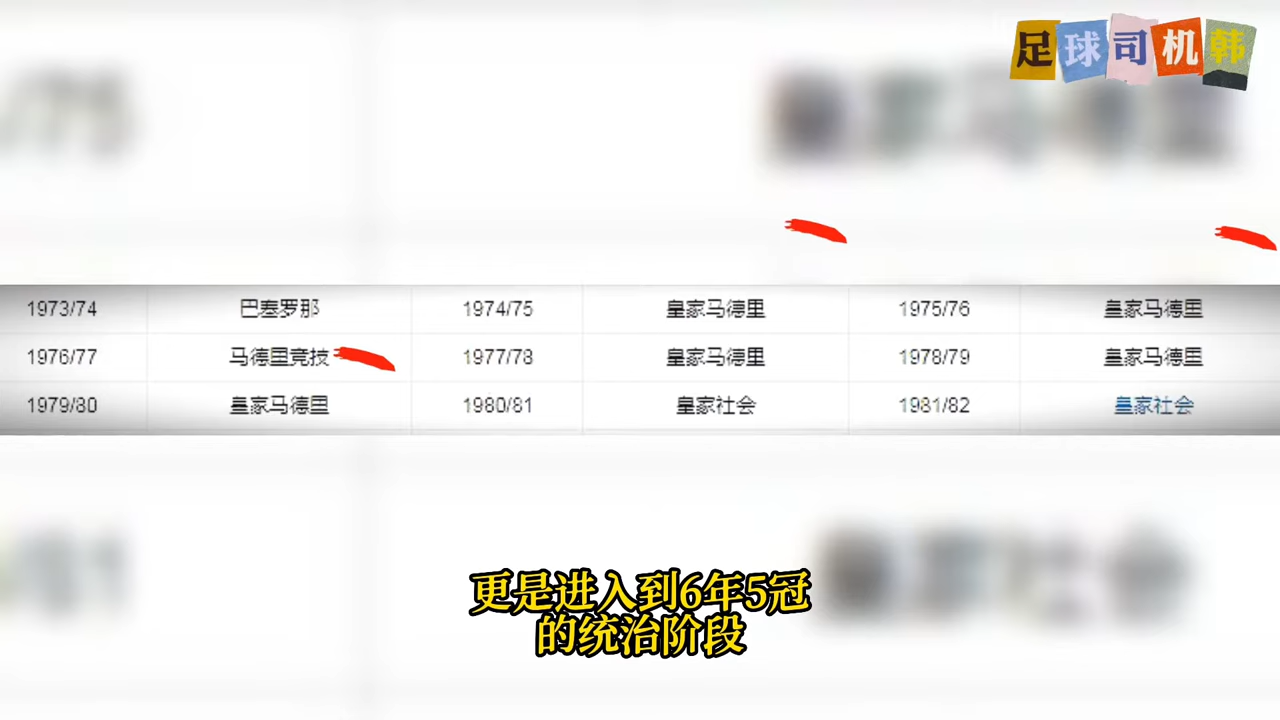 足球司机韩
1973/74 巴塞罗那 1974/75 皇家马德里 1975/76 皇家马德里
1976/77 马德里竞技 1977/78 皇家马德里 1978/79 皇家马德里
1979/80 皇家马德里 1980/81 皇家社会 1981/82 皇家社会
更是进入到6年5冠
的统治阶段